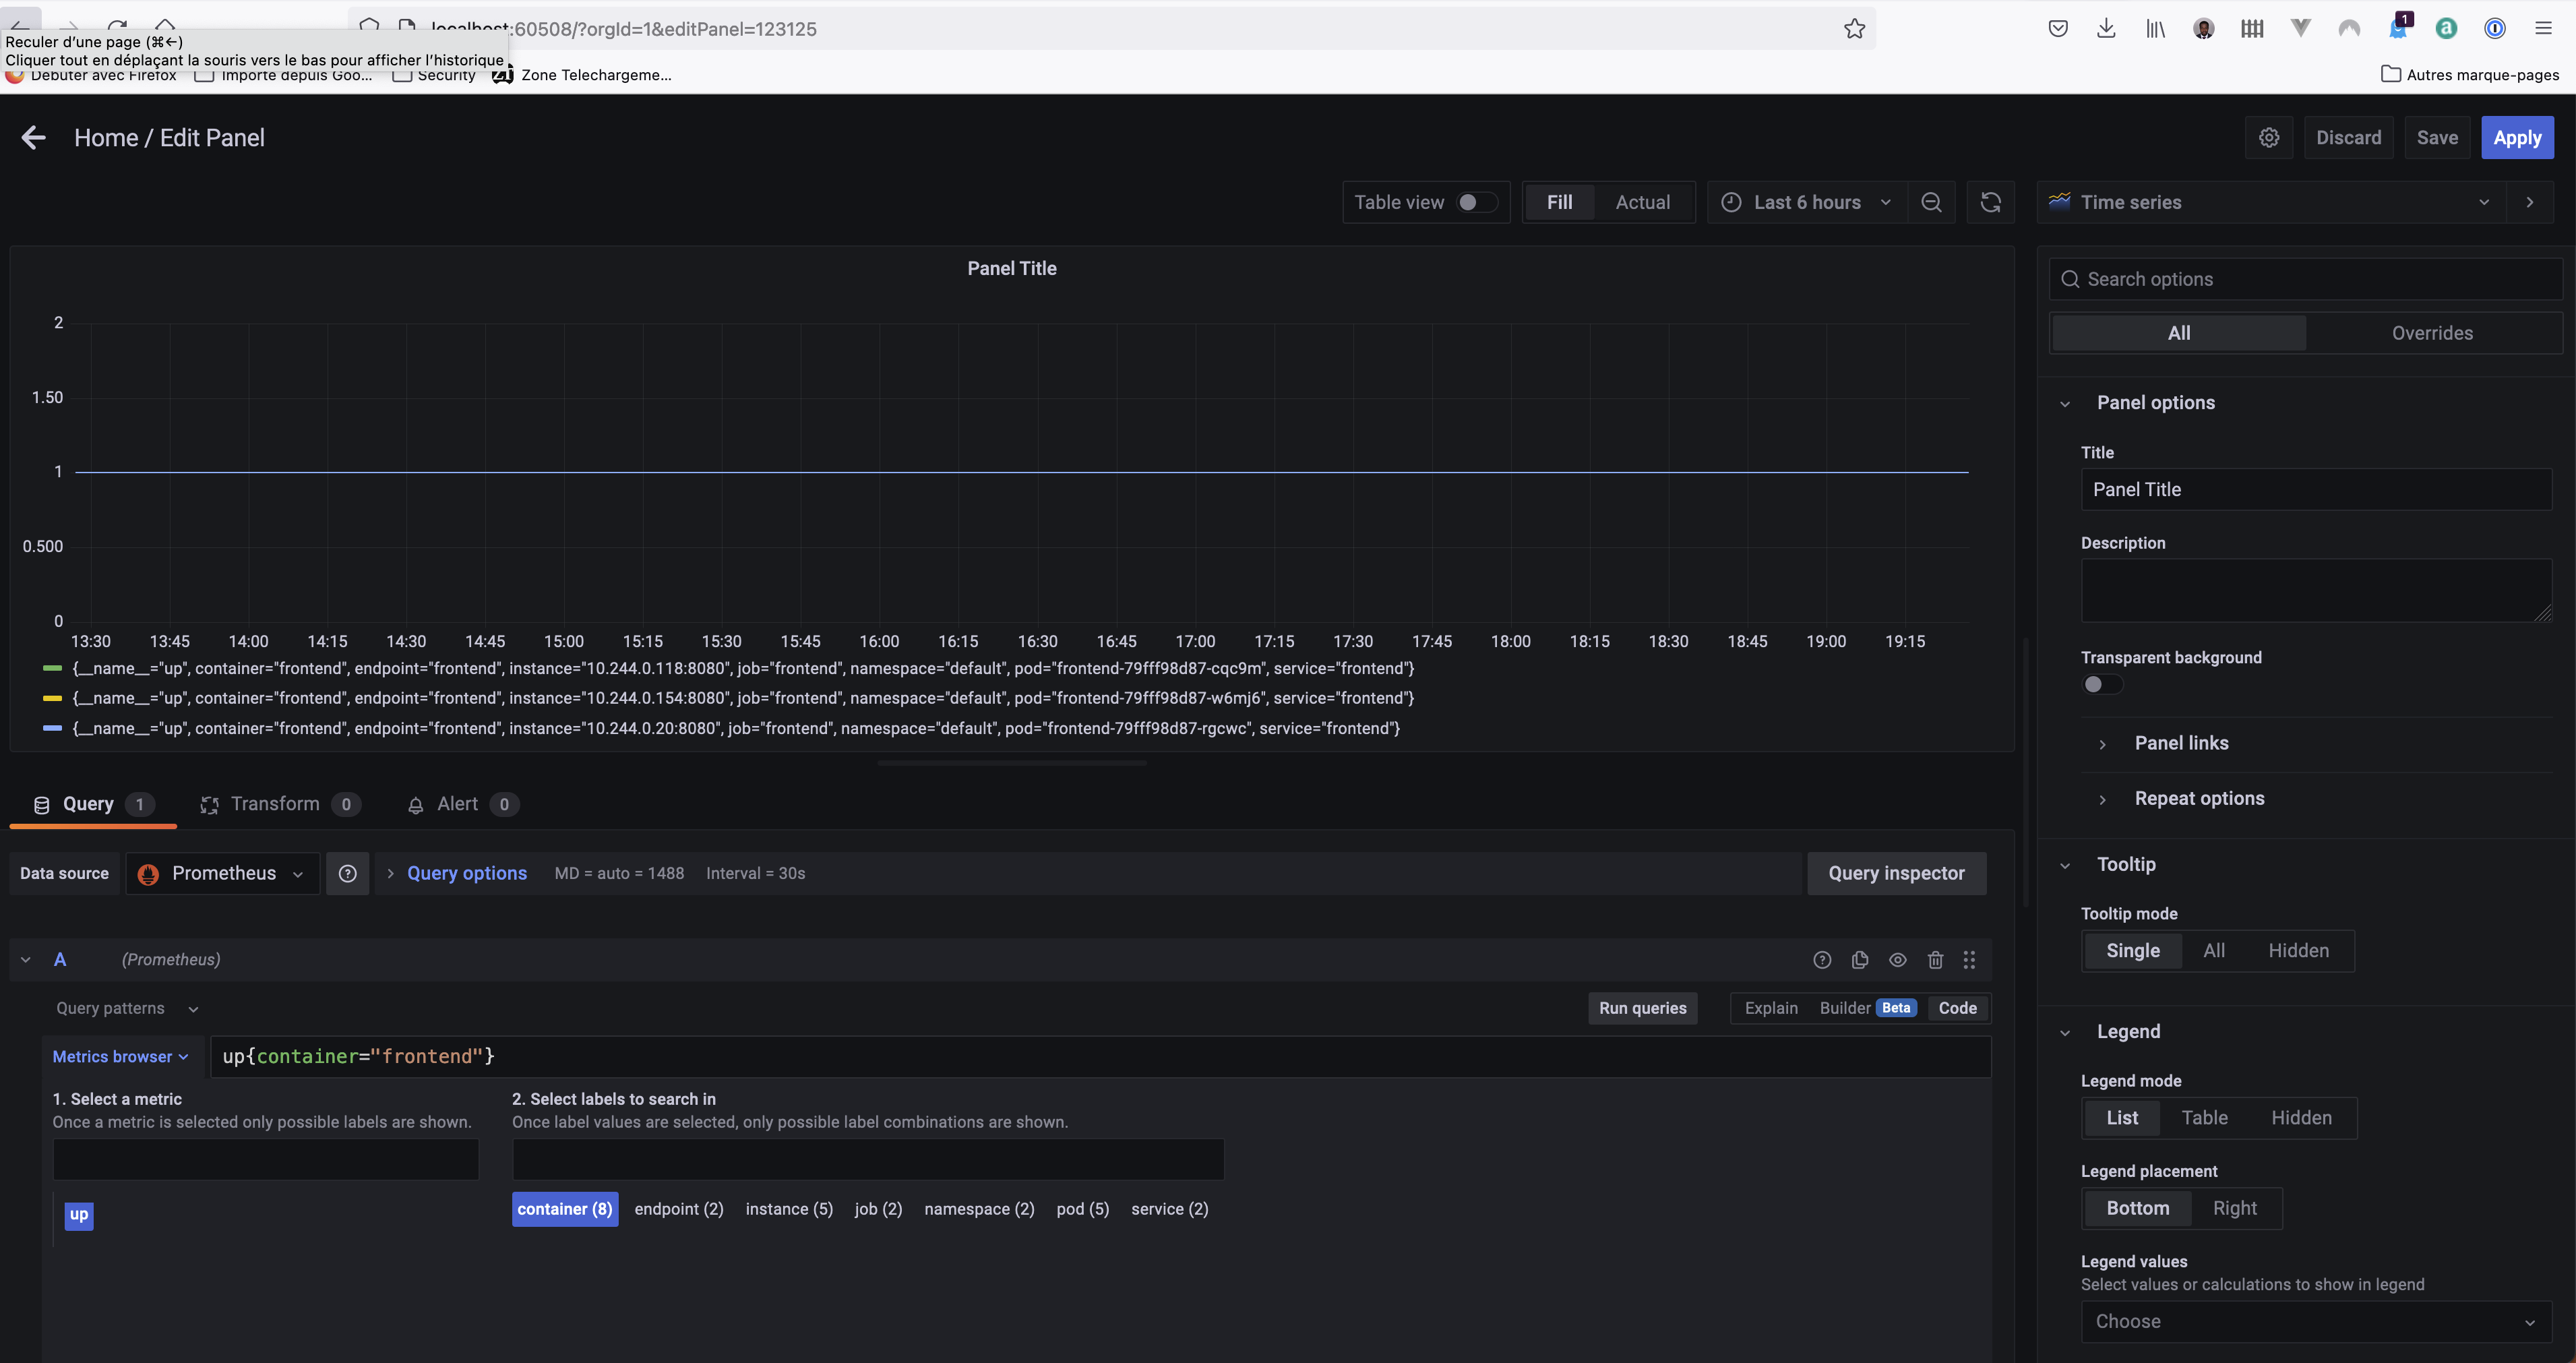 localhost:60508/?orgId=1&editPanel=123125
1
Reculer d'une page (⌘←)
Cliquer tout en déplaçant la souris vers le bas pour afficher l'historique
Débuter avec Firefox
Importé depuis Goo...
Security
Zone Telechargeme...
Autres marque-pages
Home / Edit Panel
Discard
Save
Apply
Table view
Fill
Actual
Last 6 hours
Time series
Panel Title
2
1.50
1
0.500
0
13:30 13:45 14:00 14:15 14:30 14:45 15:00 15:15 15:30 15:45 16:00 16:15 16:30 16:45 17:00 17:15 17:30 17:45 18:00 18:15 18:30 18:45 19:00 19:15
{__name__="up", container="frontend", endpoint="frontend", instance="10.244.0.118:8080", job="frontend", namespace="default", pod="frontend-79fff98d87-cqc9m", service="frontend"}
{__name__="up", container="frontend", endpoint="frontend", instance="10.244.0.154:8080", job="frontend", namespace="default", pod="frontend-79fff98d87-w6mj6", service="frontend"}
{__name__="up", container="frontend", endpoint="frontend", instance="10.244.0.20:8080", job="frontend", namespace="default", pod="frontend-79fff98d87-rgcwc", service="frontend"}
Query 1
Transform 0
Alert 0
Data source
Prometheus
Query options
MD = auto = 1488
Interval = 30s
Query inspector
A
(Prometheus)
Query patterns
Run queries
Explain
Builder Beta
Code
Metrics browser
up{container="frontend"}
1. Select a metric
Once a metric is selected only possible labels are shown.
up
2. Select labels to search in
Once label values are selected, only possible label combinations are shown.
container (8) endpoint (2) instance (5) job (2) namespace (2) pod (5) service (2)
Search options
All
Overrides
Panel options
Title
Panel Title
Description
Transparent background
Panel links
Repeat options
Tooltip
Tooltip mode
Single All Hidden
Legend
Legend mode
List Table Hidden
Legend placement
Bottom Right
Legend values
Select values or calculations to show in legend
Choose